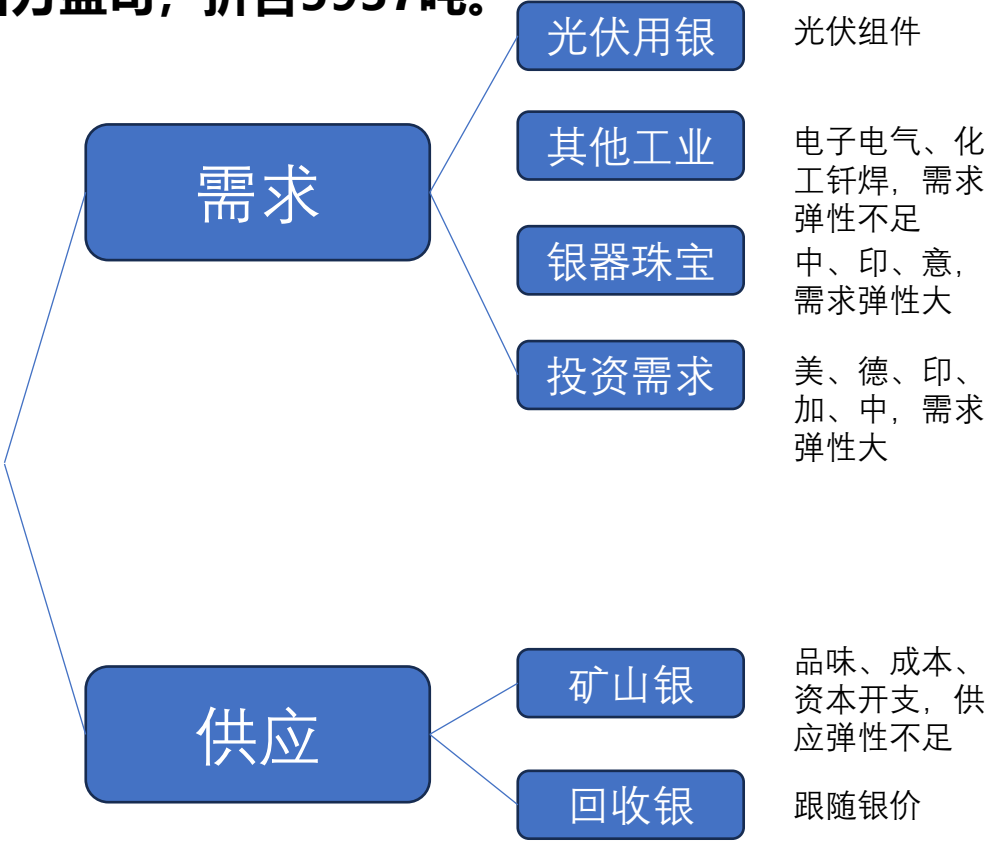 万盎司，折合5957吨。
光伏用银
光伏组件
其他工业
电子电气、化
工钎焊，需求
弹性不足
需求
银器珠宝
中、印、意，
需求弹性大
投资需求
美、德、印、
加、中，需求
弹性大
矿山银
品味、成本、
资本开支，供
应弹性不足
供应
回收银
跟随银价